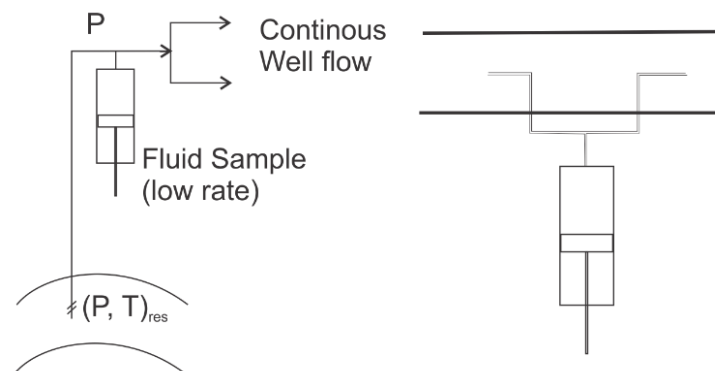 P
Continous
Well flow
Fluid Sample
(low rate)
(P, T)res